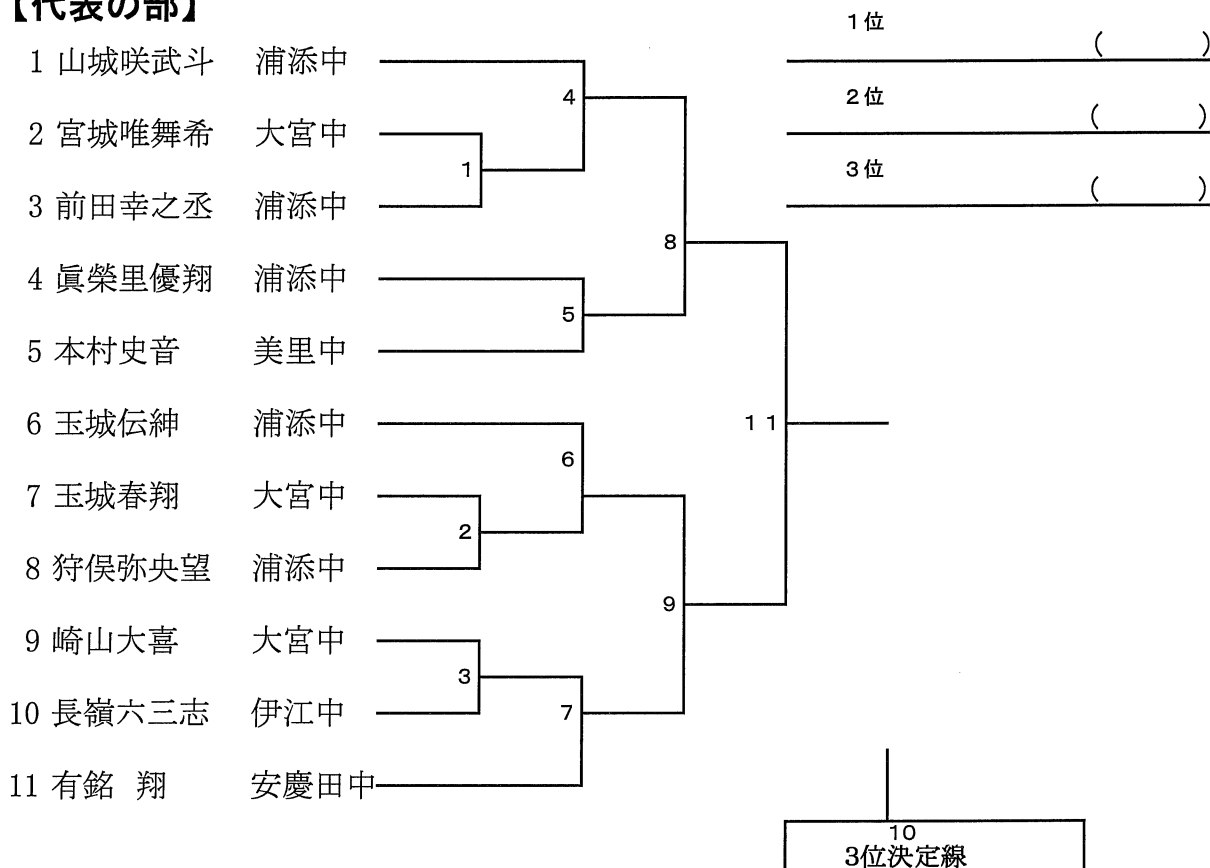 【代表の部】
1位
( )
2位
( )
3位
( )
1 山城咲武斗 浦添中
2 宮城唯舞希 大宮中
3 前田幸之丞 浦添中
4 眞榮里優翔 浦添中
5 本村史音 美里中
6 玉城伝紳 浦添中
7 玉城春翔 大宮中
8 狩俣弥央望 浦添中
9 崎山大喜 大宮中
10 長嶺六三志 伊江中
11 有銘 翔 安慶田中
4
1
8
5
11
6
2
9
3
7
10
3位決定線